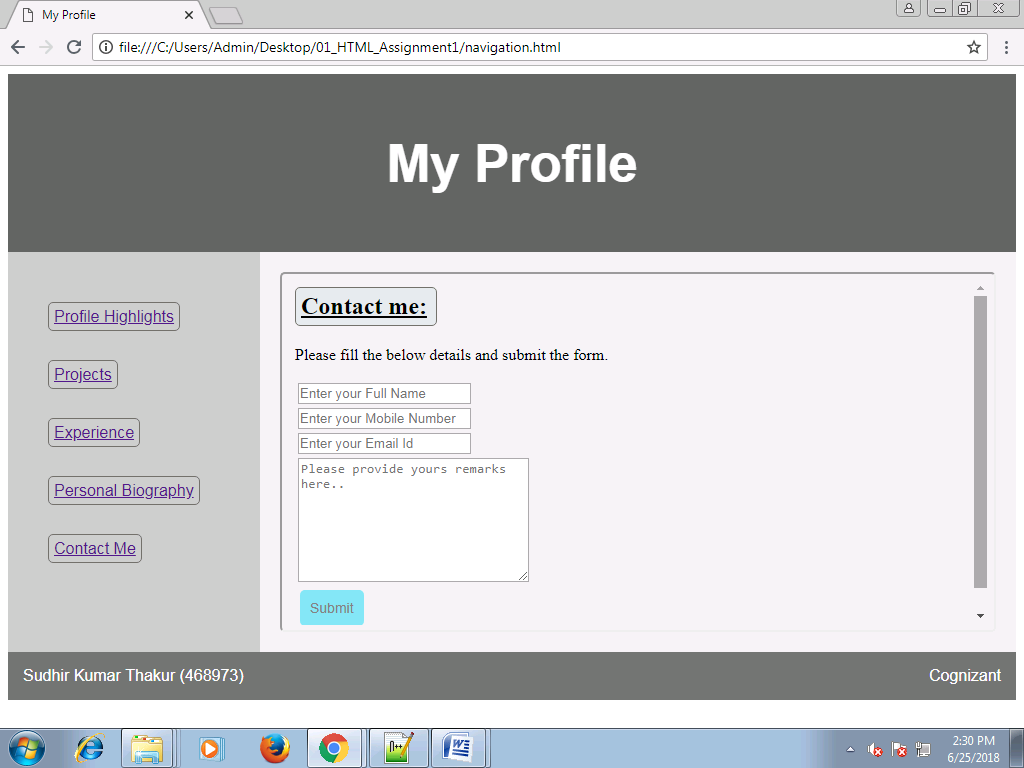 My Profile
file:///C:/Users/Admin/Desktop/01_HTML_Assignment1/navigation.html
My Profile
Profile Highlights
Projects
Experience
Personal Biography
Contact Me
Contact me:
Please fill the below details and submit the form.
Enter your Full Name
Enter your Mobile Number
Enter your Email Id
Please provide yours remarks
here..
Submit
Sudhir Kumar Thakur (468973)
Cognizant
2:30 PM
6/25/2018